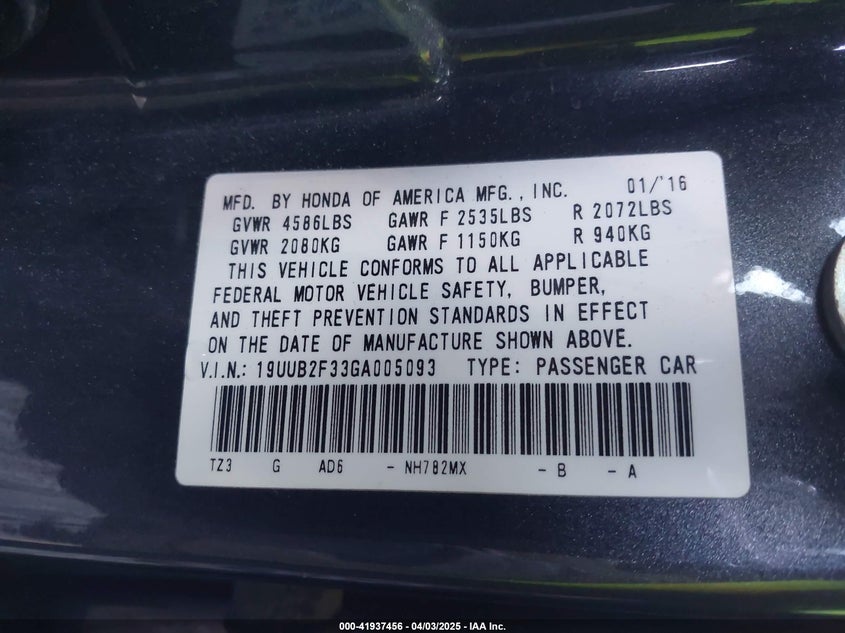 MFD. BY HONDA OF AMERICA MFG., INC. 01/'16
GVWR 4586LBS GAWR F 2535LBS R 2072LBS
GVWR 2080KG GAWR F 1150KG R 940KG
THIS VEHICLE CONFORMS TO ALL APPLICABLE
FEDERAL MOTOR VEHICLE SAFETY, BUMPER,
AND THEFT PREVENTION STANDARDS IN EFFECT
ON THE DATE OF MANUFACTURE SHOWN ABOVE.
V.I.N.: 19UUB2F33GA005093 TYPE: PASSENGER CAR
TZ3 G AD6 - NH782MX - B - A
000-41937456 - 04/03/2025 - IAA Inc.